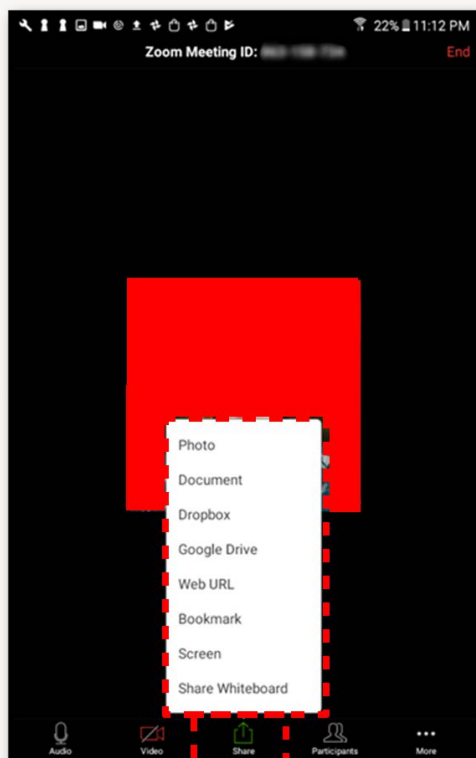 22% 11:12 PM
Zoom Meeting ID:
End
Photo
Document
Dropbox
Google Drive
Web URL
Bookmark
Screen
Share Whiteboard
Audio Video Share Participants More